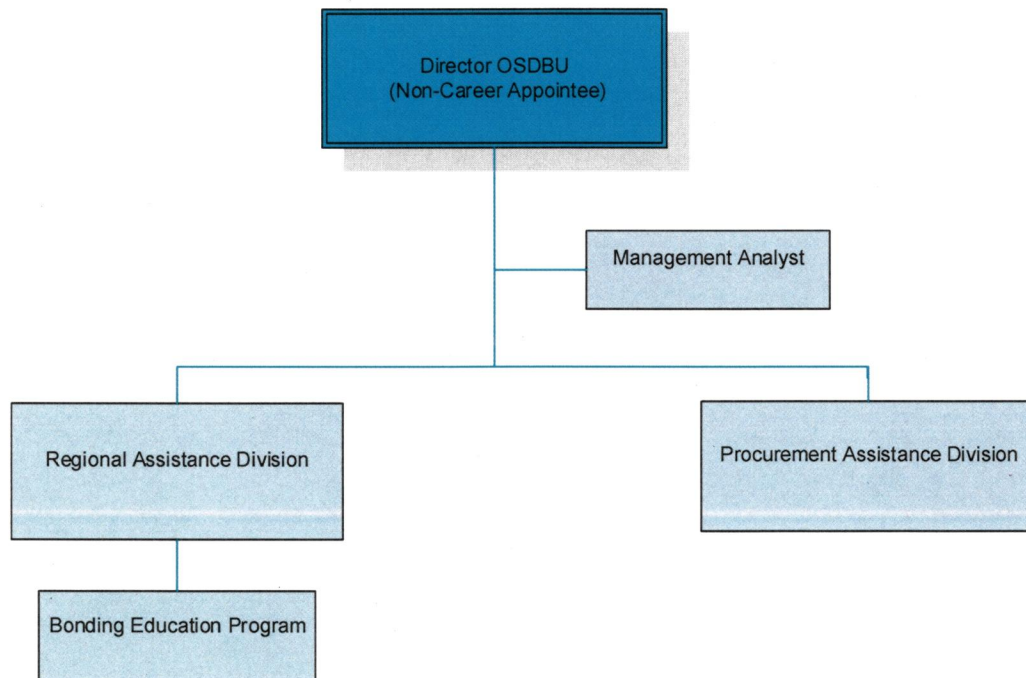 Director OSDBU
(Non-Career Appointee)
Management Analyst
Regional Assistance Division
Procurement Assistance Division
Bonding Education Program